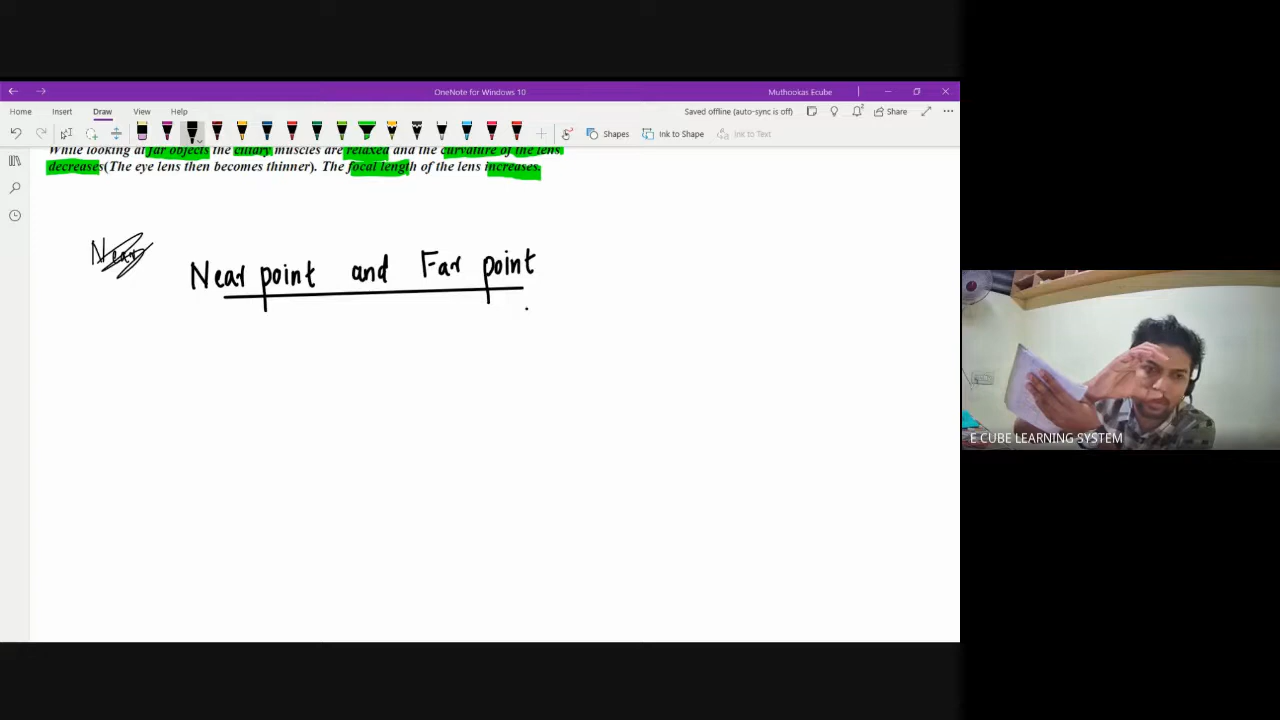 OneNote for Windows 10
Muthookas Ecube
Home Insert Draw View Help
Saved offline (auto-sync is off)
Share
Shapes
Ink to Shape
Ink to Text
While looking at far objects the ciliary muscles are relaxed and the curvature of the lens
decreases(The eye lens then becomes thinner). The focal length of the lens increases.
Near
Near point and Far point
E CUBE LEARNING SYSTEM